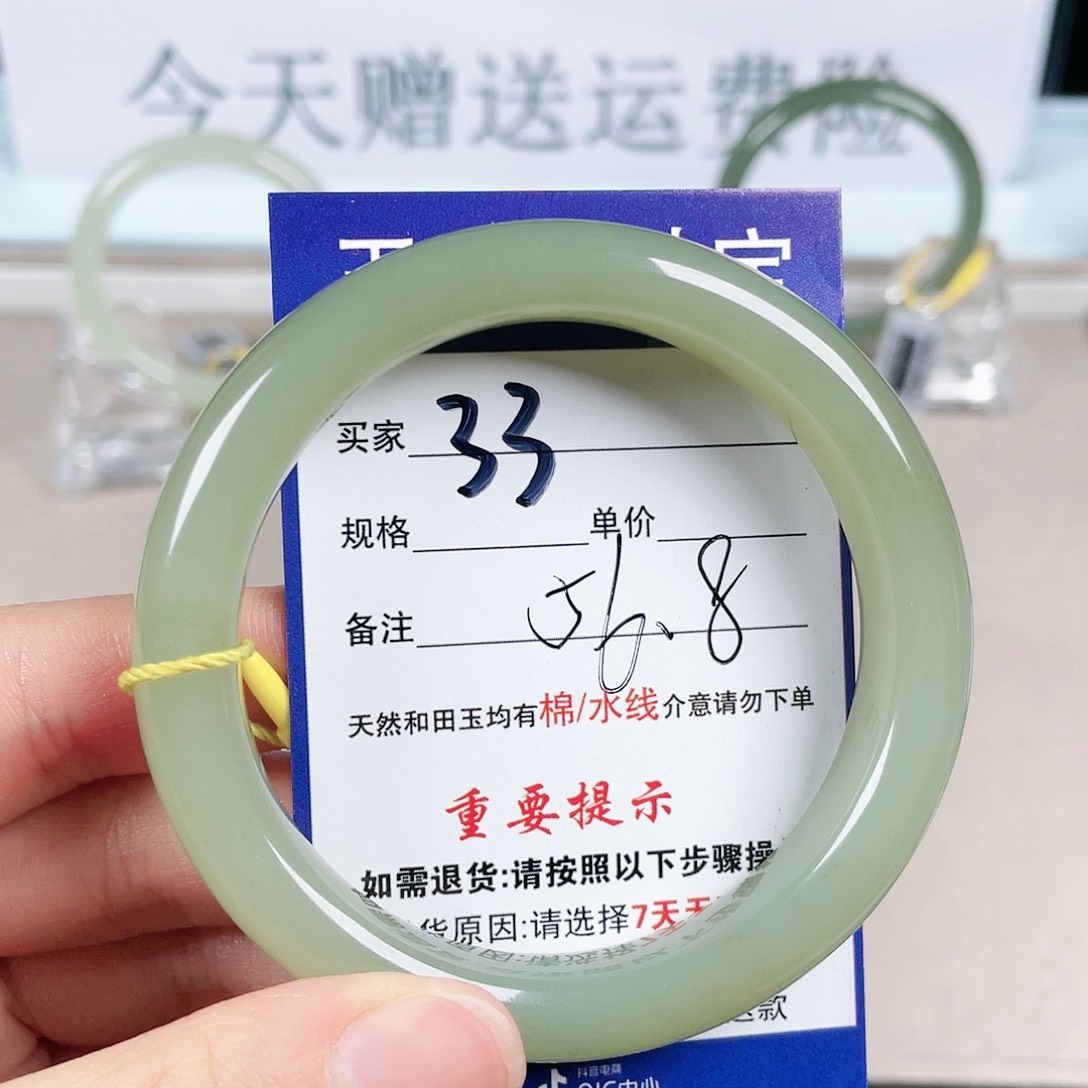 今天赠送运费险
买家 33
规格 单价
备注 56.8
天然和田玉均有棉/水线介意请勿下单
重要提示
如需退货:请按照以下步骤操
货原因:请选择7天无
退款